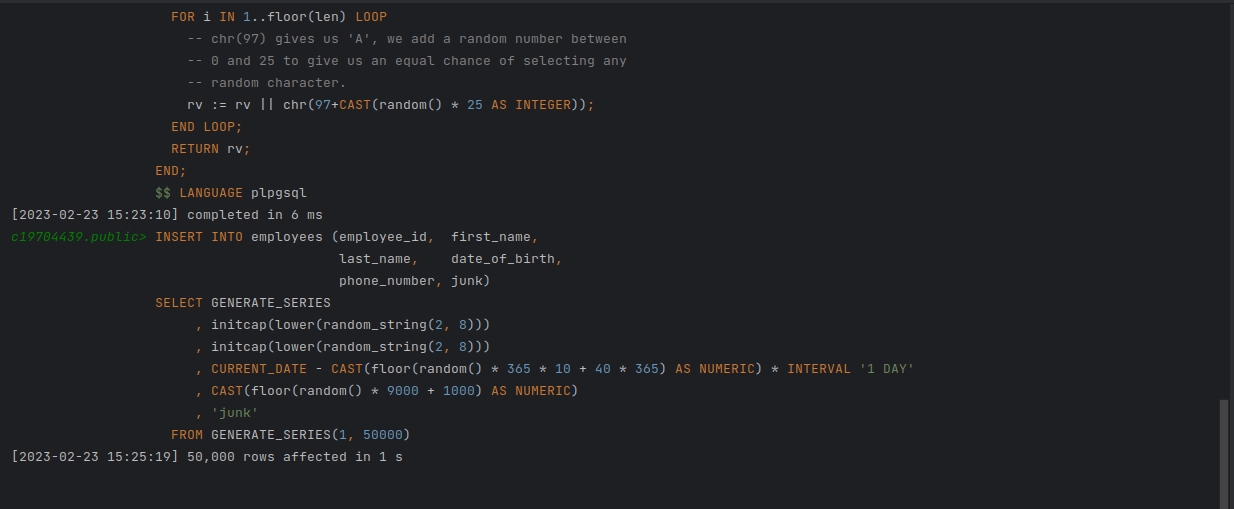 FOR i IN 1..floor(len) LOOP
-- chr(97) gives us 'A', we add a random number between
-- 0 and 25 to give us an equal chance of selecting any
-- random character.
rv := rv || chr(97+CAST(random() * 25 AS INTEGER));
END LOOP;
RETURN rv;
END;
$$ LANGUAGE plpgsql
[2023-02-23 15:23:10] completed in 6 ms
c19704439.public> INSERT INTO employees (employee_id, first_name,
last_name, date_of_birth,
phone_number, junk)
SELECT GENERATE_SERIES
, initcap(lower(random_string(2, 8)))
, initcap(lower(random_string(2, 8)))
, CURRENT_DATE - CAST(floor(random() * 365 * 10 + 40 * 365) AS NUMERIC) * INTERVAL '1 DAY'
, CAST(floor(random() * 9000 + 1000) AS NUMERIC)
, 'junk'
FROM GENERATE_SERIES(1, 50000)
[2023-02-23 15:25:19] 50,000 rows affected in 1 s